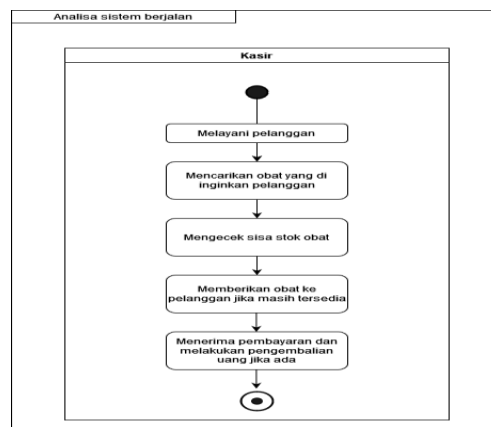 Analisa sistem berjalan
Kasir
Melayani pelanggan
Mencarikan obat yang di
inginkan pelanggan
Mengecek sisa stok obat
Memberikan obat ke
pelanggan jika masih tersedia
Menerima pembayaran dan
melakukan pengembalian
uang jika ada